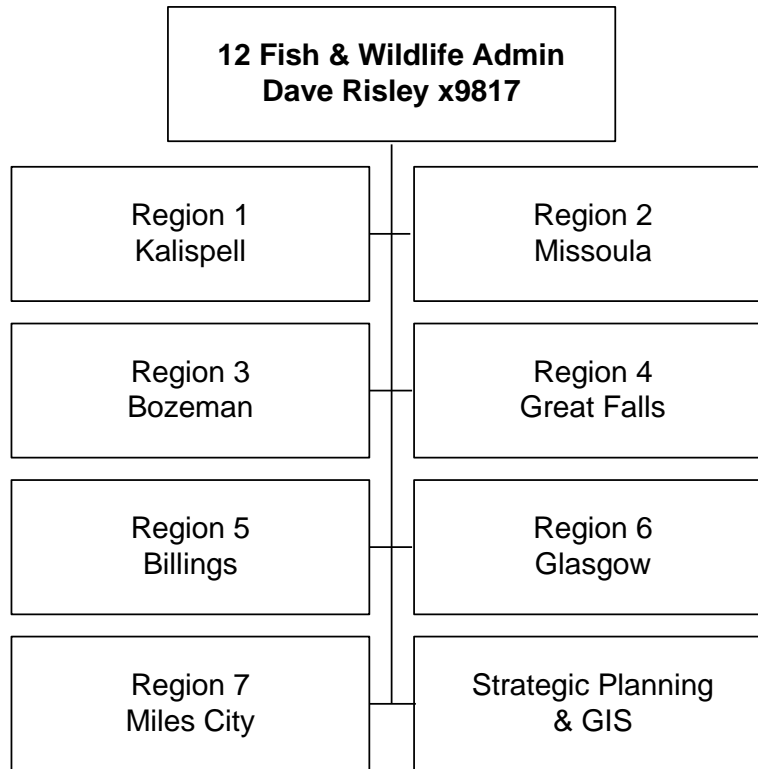 12 Fish & Wildlife Admin
Dave Risley x9817
Region 1
Kalispell
Region 2
Missoula
Region 3
Bozeman
Region 4
Great Falls
Region 5
Billings
Region 6
Glasgow
Region 7
Miles City
Strategic Planning
& GIS